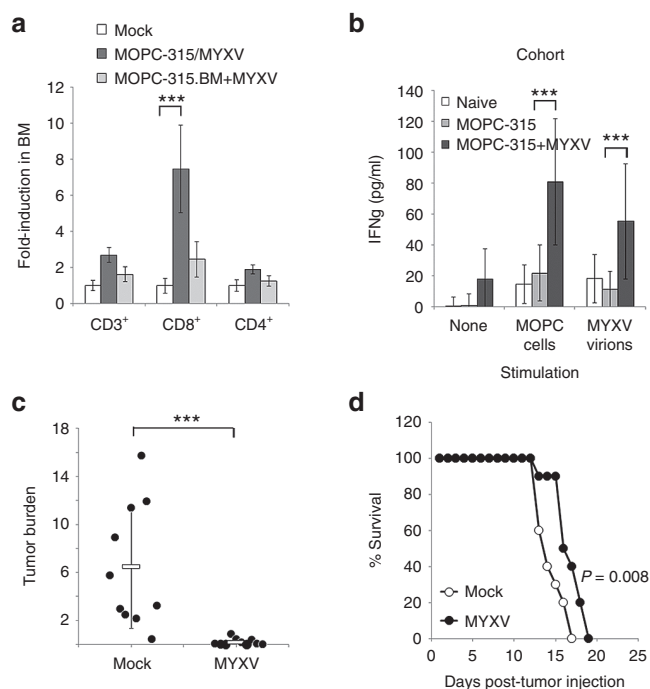 a
Mock
MOPC-315/MYXV
MOPC-315.BM+MYXV
***
Fold-induction in BM
12
10
8
6
4
2
0
CD3+
CD8+
CD4+
b
Cohort
Naive
MOPC-315
MOPC-315+MYXV
***
***
IFNg (pg/ml)
140
120
100
80
60
40
20
0
None
MOPC
cells
MYXV
virions
Stimulation
c
***
Tumor burden
18
14
10
6
2
Mock
MYXV
d
% Survival
120
100
80
60
40
20
0
P = 0.008
Mock
MYXV
0
5
10
15
20
25
Days post-tumor injection